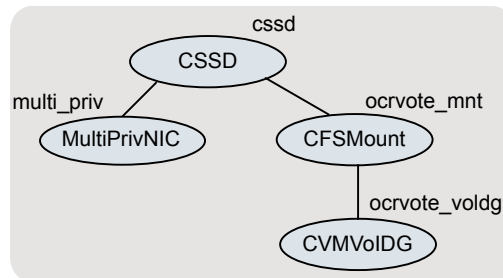 cssd
CSSD
multi_priv
MultiPrivNIC
ocrvote_mnt
CFSMount
ocrvote_voldg
CVMVolDG